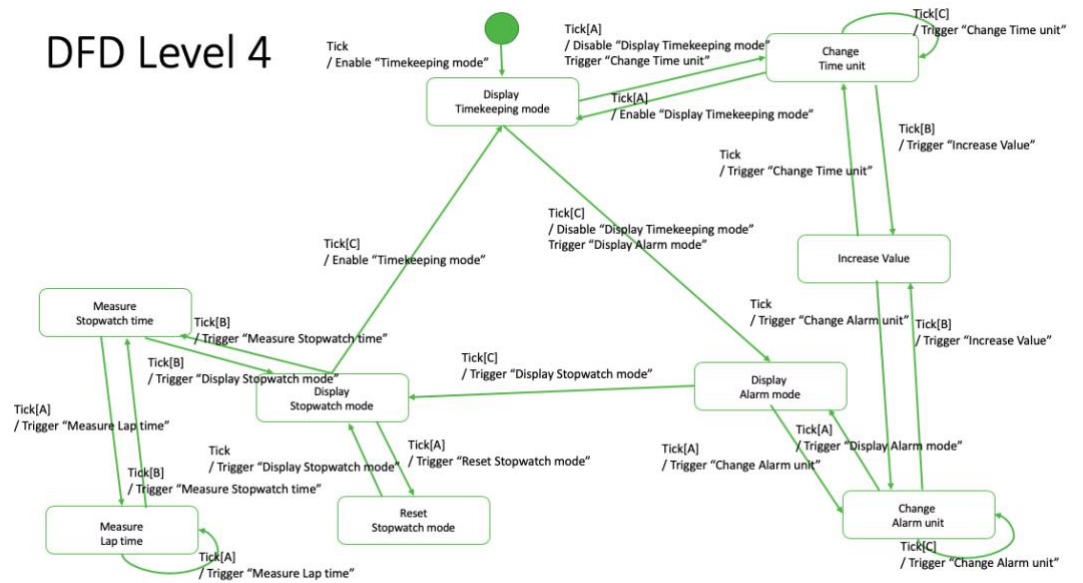 DFD Level 4
Tick
/ Enable “Timekeeping mode”
Tick[A]
/ Disable “Display Timekeeping mode”
Trigger “Change Time unit”
Tick[C]
/ Trigger “Change Time unit”
Change
Time unit
Display
Timekeeping mode
Tick[A]
/ Enable “Display Timekeeping mode”
Tick[B]
/ Trigger “Increase Value”
Tick
/ Trigger “Change Time unit”
Tick[C]
/ Disable “Display Timekeeping mode”
Trigger “Display Alarm mode”
Tick[C]
/ Enable “Timekeeping mode”
Increase Value
Measure
Stopwatch time
Tick[B]
/ Trigger “Measure Stopwatch time”
Tick
/ Trigger “Change Alarm unit”
Tick[B]
/ Trigger “Increase Value”
Tick[B]
/ Trigger “Display Stopwatch mode”
Tick[C]
/ Trigger “Display Stopwatch mode”
Display
Stopwatch mode
Display
Alarm mode
Tick[A]
/ Trigger “Measure Lap time”
Tick
/ Trigger “Display Stopwatch mode”
Tick[A]
/ Trigger “Reset Stopwatch mode”
Tick[A]
/ Trigger “Change Alarm unit”
Tick[A]
/ Trigger “Display Alarm mode”
Tick[B]
/ Trigger “Measure Stopwatch time”
Measure
Lap time
Reset
Stopwatch mode
Change
Alarm unit
Tick[A]
/ Trigger “Measure Lap time”
Tick[C]
/ Trigger “Change Alarm unit”